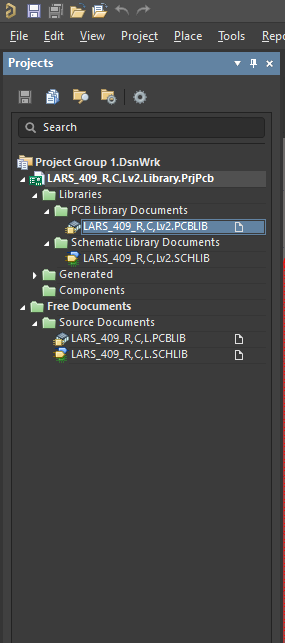 File Edit View Project Place Tools Repo
Projects
Search
Project Group 1.DsnWrk
LARS_409_R,C,Lv2.Library.PrjPcb
Libraries
PCB Library Documents
LARS_409_R,C,Lv2.PCBLIB
Schematic Library Documents
LARS_409_R,C,Lv2.SCHLIB
Generated
Components
Free Documents
Source Documents
LARS_409_R,C,L.PCBLIB
LARS_409_R,C,L.SCHLIB